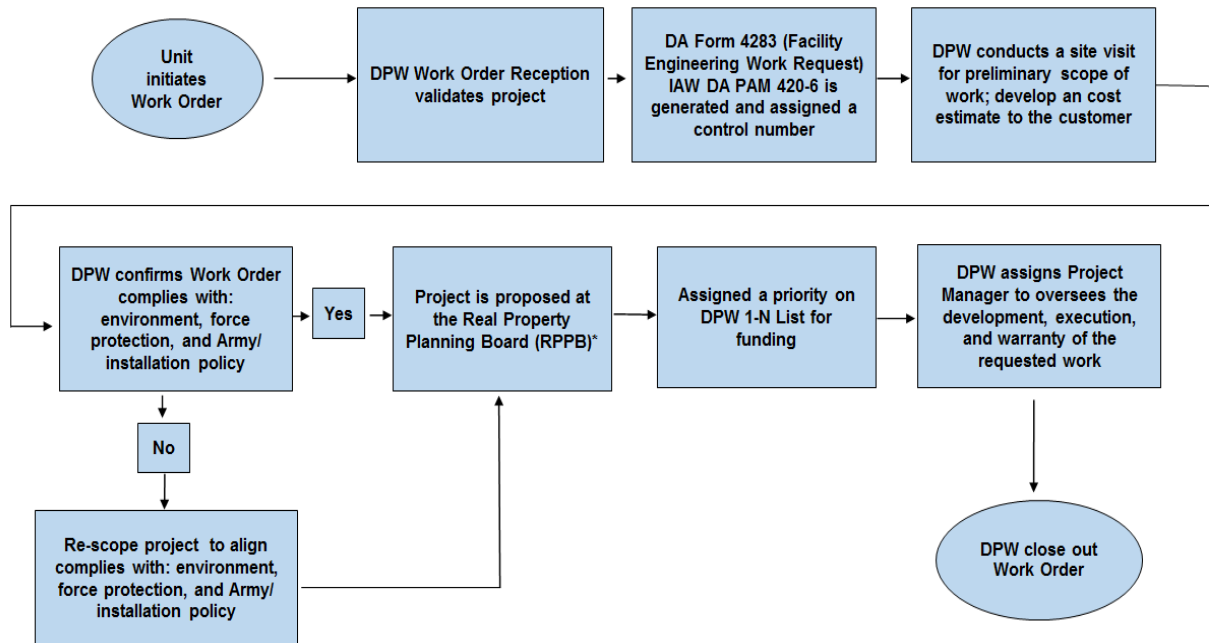 Unit
initiates
Work Order
DPW Work Order Reception
validates project
DA Form 4283 (Facility
Engineering Work Request)
IAW DA PAM 420-6 is
generated and assigned a
control number
DPW conducts a site visit
for preliminary scope of
work; develop an cost
estimate to the customer
DPW confirms Work Order
complies with:
environment, force
protection, and Army/
installation policy
Yes
Project is proposed at
the Real Property
Planning Board (RPPB)*
Assigned a priority on
DPW 1-N List for
funding
DPW assigns Project
Manager to oversees the
development, execution,
and warranty of the
requested work
No
Re-scope project to align
complies with: environment,
force protection, and Army/
installation policy
DPW close out
Work Order